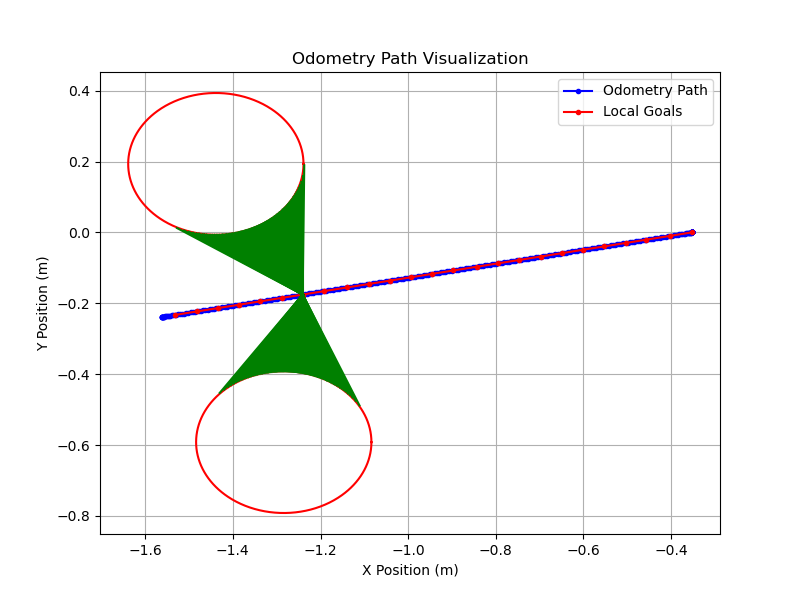 Odometry Path Visualization
Odometry Path
Local Goals
0.4
0.2
0.0
−0.2
−0.4
−0.6
−0.8
Y Position (m)
−1.6 −1.4 −1.2 −1.0 −0.8 −0.6 −0.4
X Position (m)